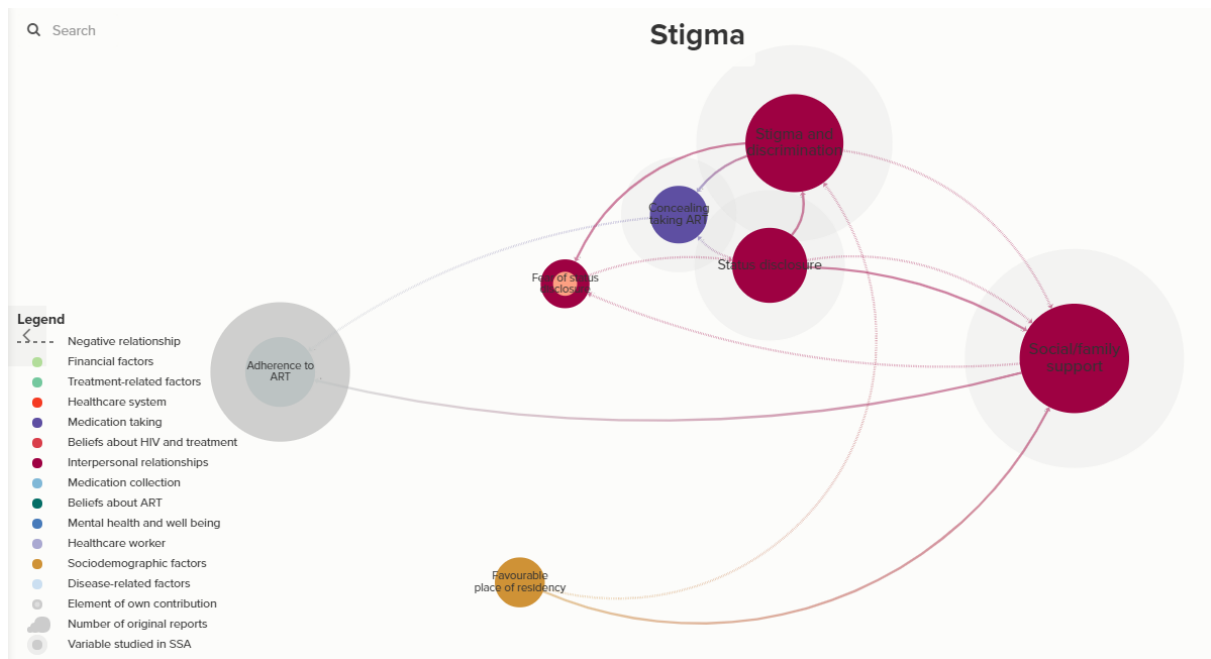 Search
Stigma
Stigma and
discrimination
Concealing
taking ART
Status disclosure
Fear of status
disclosure
Social/family
support
Adherence to
ART
Favourable
place of residency
Legend
Negative relationship
Financial factors
Treatment-related factors
Healthcare system
Medication taking
Beliefs about HIV and treatment
Interpersonal relationships
Medication collection
Beliefs about ART
Mental health and well being
Healthcare worker
Sociodemographic factors
Disease-related factors
Element of own contribution
Number of original reports
Variable studied in SSA